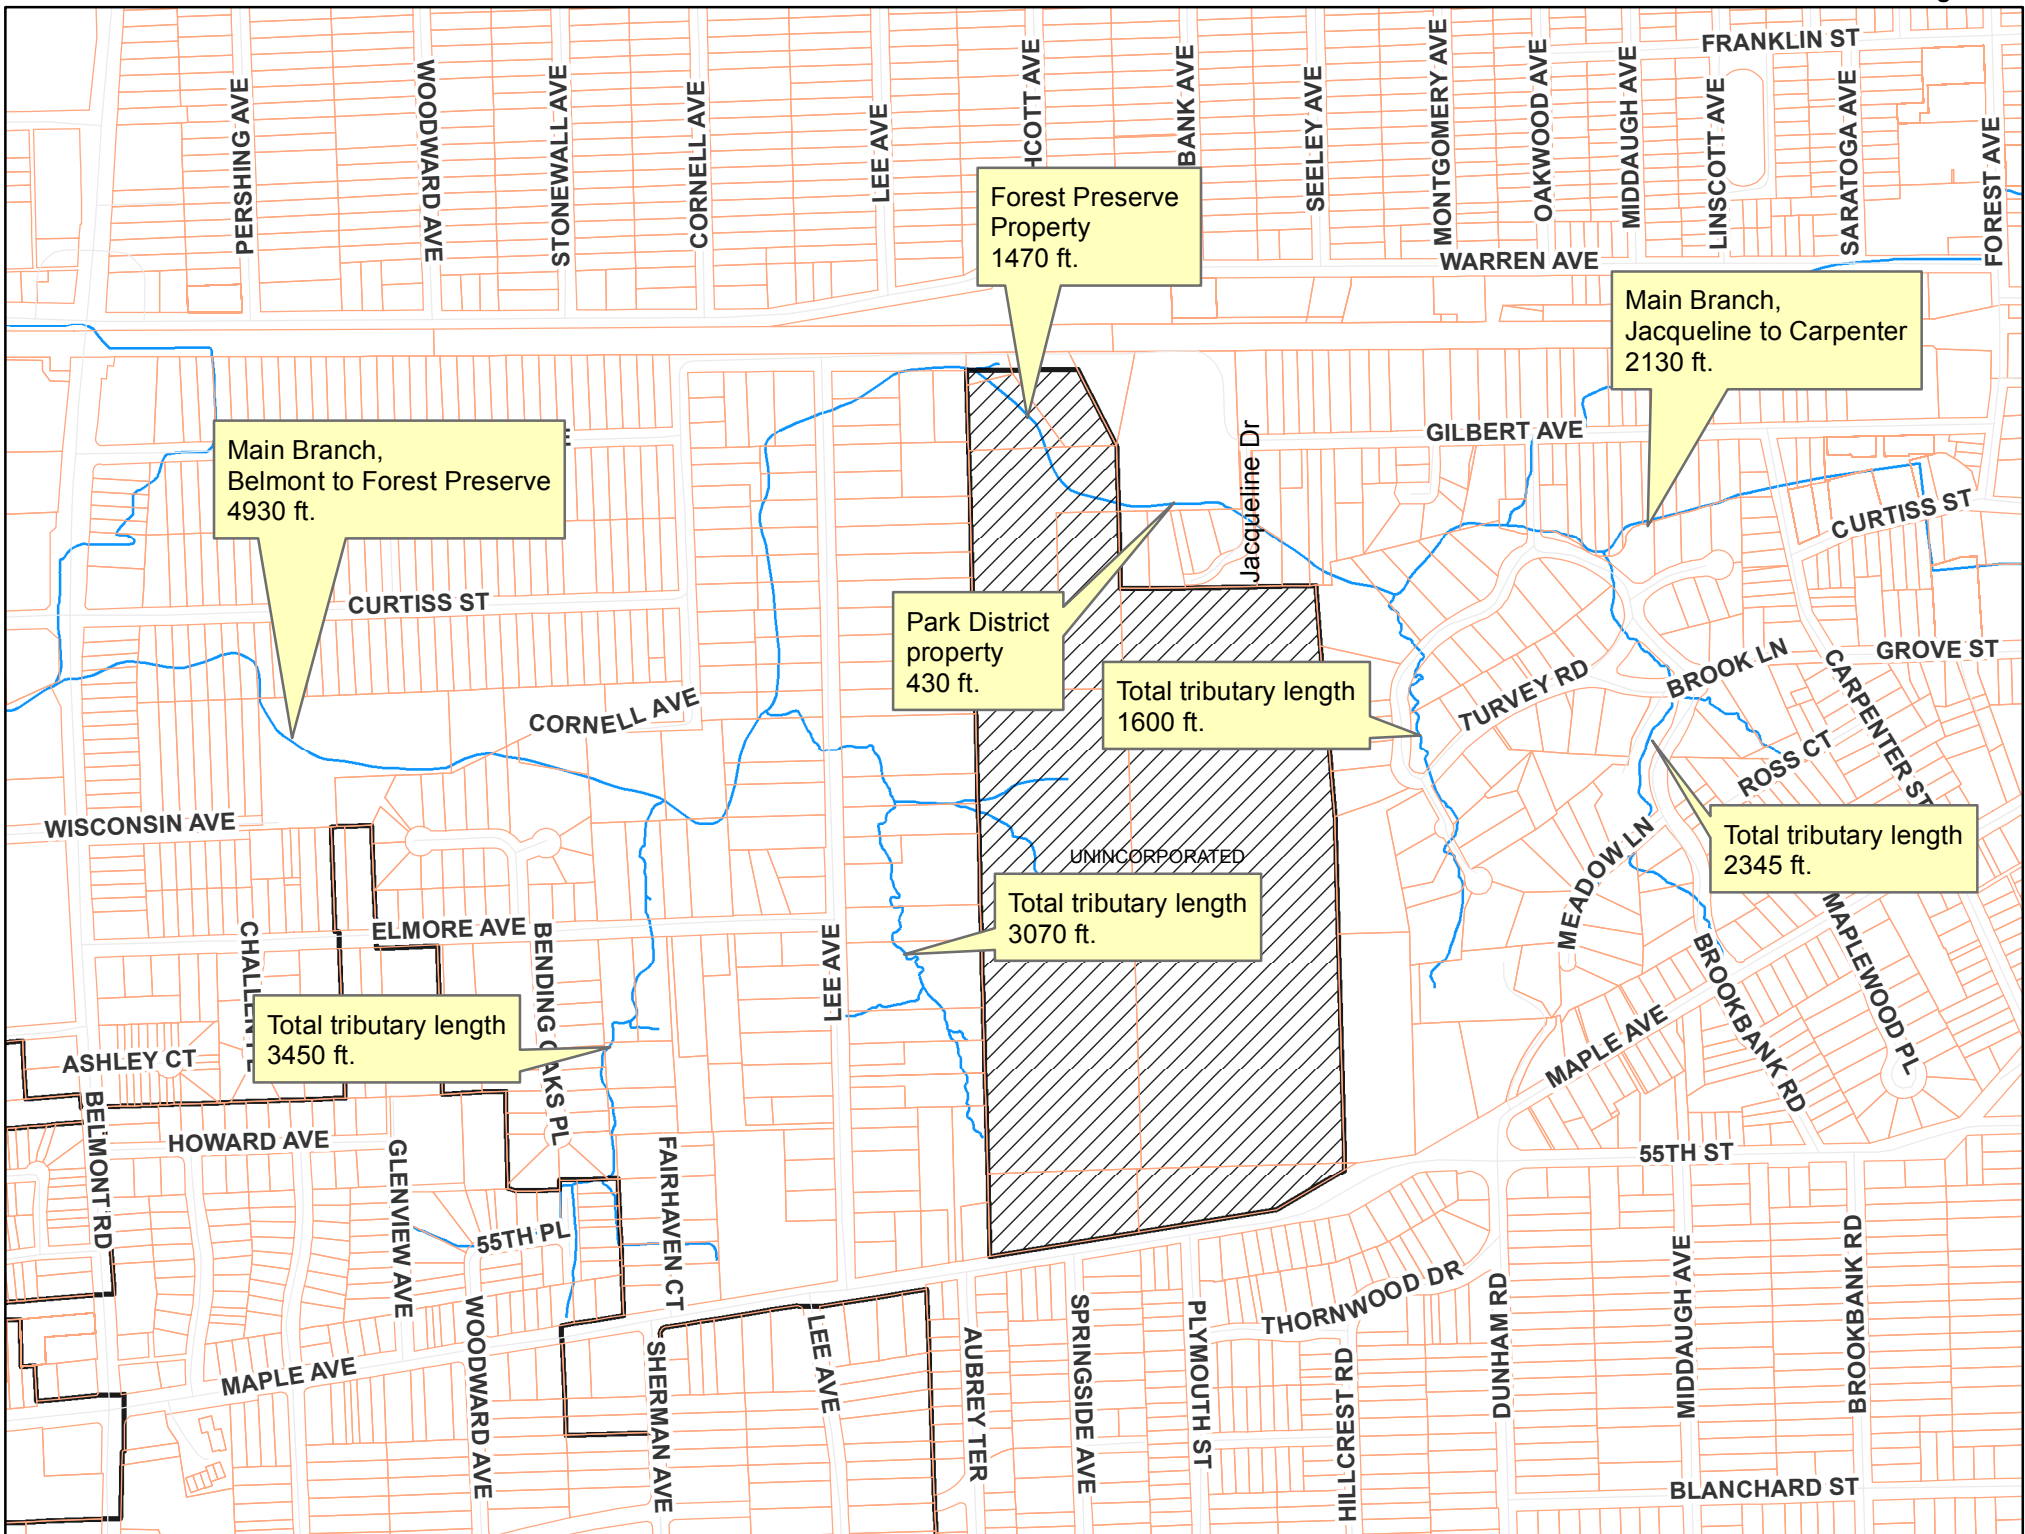 FRANKLIN ST
PERSHING AVE
WOODWARD AVE
STONEWALL AVE
CORNELL AVE
LEE AVE
HCOTT AVE
BANK AVE
SEELEY AVE
MONTGOMERY AVE
OAKWOOD AVE
MIDDAUGH AVE
LINSCOTT AVE
SARATOGA AVE
FOREST AVE
Forest Preserve
Property
1470 ft.
WARREN AVE
Main Branch,
Jacqueline to Carpenter
2130 ft.
Main Branch,
Belmont to Forest Preserve
4930 ft.
GILBERT AVE
Jacqueline Dr
CURTISS ST
CURTISS ST
Park District
property
430 ft.
Total tributary length
1600 ft.
TURVEY RD
BROOK LN
GROVE ST
CARPENTER ST
CORNELL AVE
ROSS CT
WISCONSIN AVE
Total tributary length
2345 ft.
MEADOW LN
UNINCORPORATED
Total tributary length
3070 ft.
ELMORE AVE
BENDING OAKS PL
LEE AVE
MAPLEWOOD PL
BROOKBANK RD
Total tributary length
3450 ft.
ASHLEY CT
MAPLE AVE
BELMONT RD
HOWARD AVE
GLENVIEW AVE
FAIRHAVEN CT
55TH ST
55TH PL
WOODWARD AVE
MAPLE AVE
SHERMAN AVE
LEE AVE
AUBREY TER
SPRINGSIDE AVE
PLYMOUTH ST
THORNWOOD DR
HILLCREST RD
DUNHAM RD
MIDDAUGH AVE
BROOKBANK RD
BLANCHARD ST